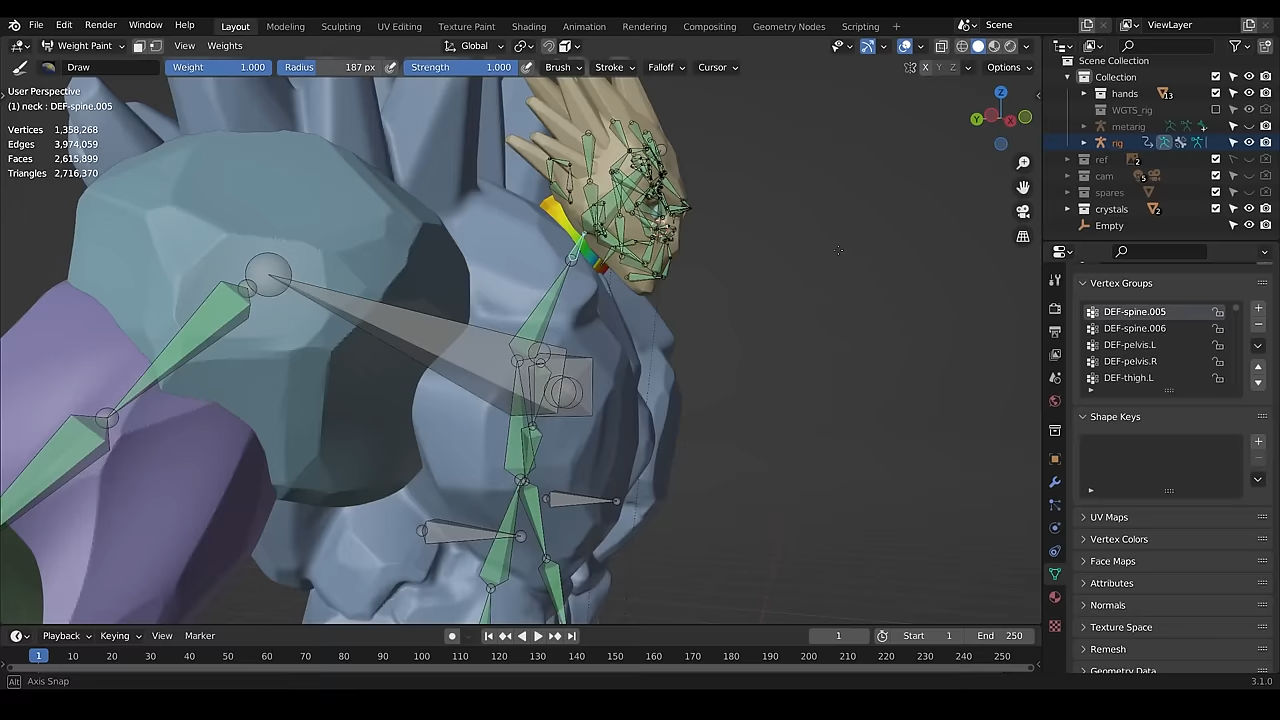 File Edit Render Window Help Layout Modeling Sculpting UV Editing Texture Paint Shading Animation Rendering Compositing Geometry Nodes Scripting + Scene ViewLayer
Weight Paint View Weights Global
Draw Weight 1.000 Radius 187 px Strength 1.000 Brush Stroke Falloff Cursor X Y Z Options
User Perspective
(1) neck : DEF-spine.005
Vertices 1,358,268
Edges 3,974,059
Faces 2,615,899
Triangles 2,716,370
Z
Y
X
Scene Collection
Collection
hands 13
WGTS_rig
metarig
rig
ref 2
cam 5
spares
crystals 2
Empty
Vertex Groups
DEF-spine.005
DEF-spine.006
DEF-pelvis.L
DEF-pelvis.R
DEF-thigh.L
Shape Keys
UV Maps
Vertex Colors
Face Maps
Attributes
Normals
Texture Space
Remesh
Geometry Data
Playback Keying View Marker 1 Start 1 End 250
1 10 20 30 40 50 60 70 80 90 100 110 120 130 140 150 160 170 180 190 200 210 220 230 240 250
Alt Axis Snap 3.1.0